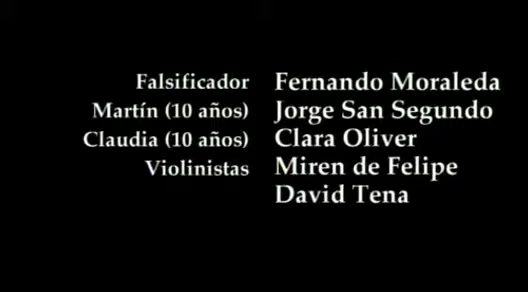 Falsificador Fernando Moraleda
Martín (10 años) Jorge San Segundo
Claudia (10 años) Clara Oliver
Violinistas Miren de Felipe
David Tena